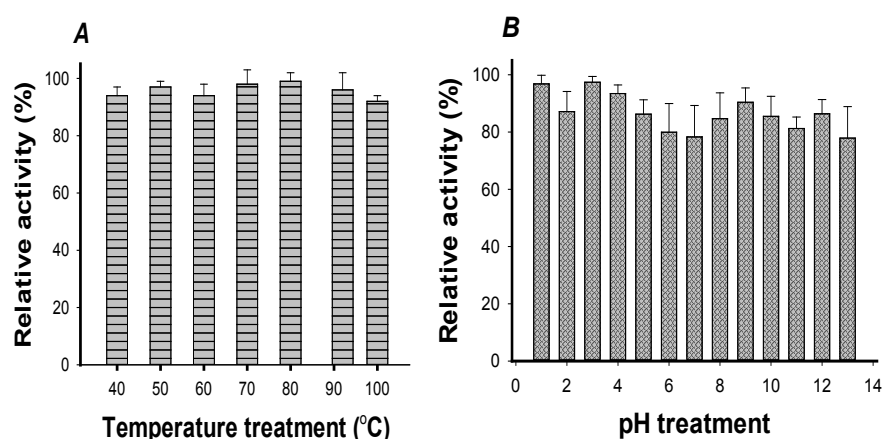 A
Relative activity (%)
100
80
60
40
20
0
40 50 60 70 80 90 100
Temperature treatment (⁰C)
B
Relative activity (%)
100
80
60
40
20
0
0 2 4 6 8 10 12 14
pH treatment